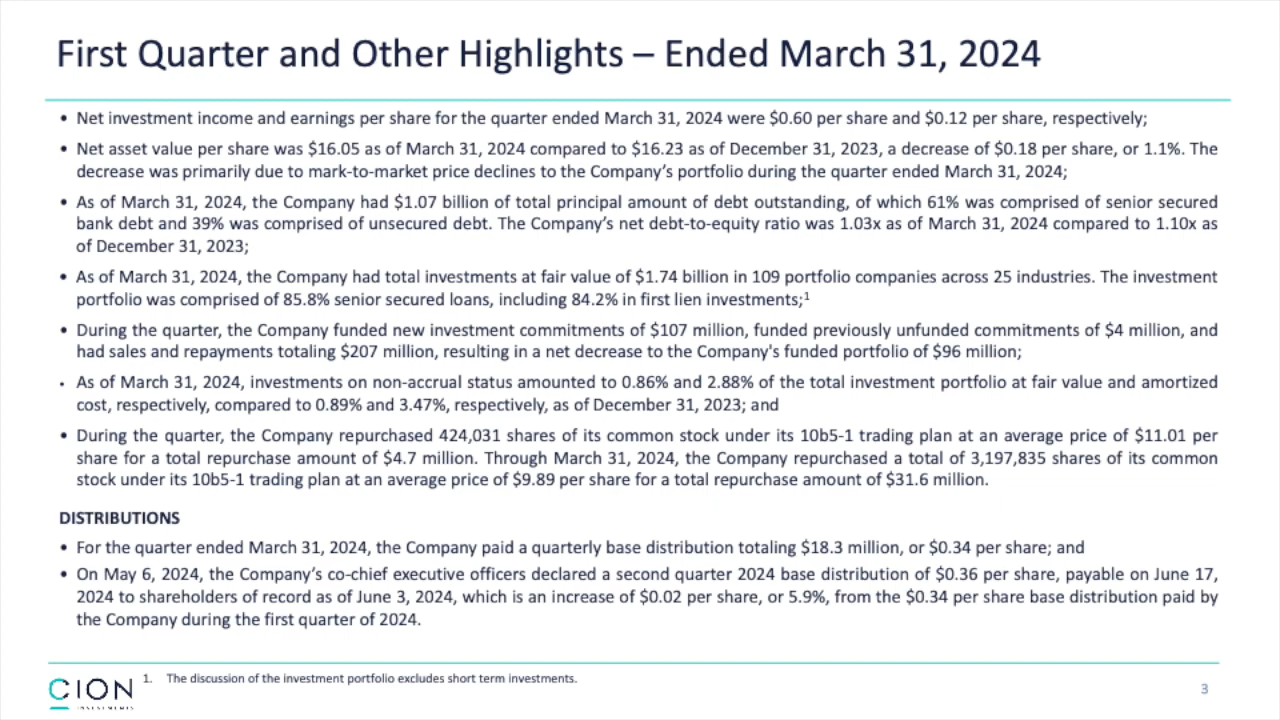 First Quarter and Other Highlights – Ended March 31, 2024
• Net investment income and earnings per share for the quarter ended March 31, 2024 were $0.60 per share and $0.12 per share, respectively;
• Net asset value per share was $16.05 as of March 31, 2024 compared to $16.23 as of December 31, 2023, a decrease of $0.18 per share, or 1.1%. The
decrease was primarily due to mark-to-market price declines to the Company's portfolio during the quarter ended March 31, 2024;
• As of March 31, 2024, the Company had $1.07 billion of total principal amount of debt outstanding, of which 61% was comprised of senior secured
bank debt and 39% was comprised of unsecured debt. The Company's net debt-to-equity ratio was 1.03x as of March 31, 2024 compared to 1.10x as
of December 31, 2023;
• As of March 31, 2024, the Company had total investments at fair value of $1.74 billion in 109 portfolio companies across 25 industries. The investment
portfolio was comprised of 85.8% senior secured loans, including 84.2% in first lien investments;¹
• During the quarter, the Company funded new investment commitments of $107 million, funded previously unfunded commitments of $4 million, and
had sales and repayments totaling $207 million, resulting in a net decrease to the Company's funded portfolio of $96 million;
• As of March 31, 2024, investments on non-accrual status amounted to 0.86% and 2.88% of the total investment portfolio at fair value and amortized
cost, respectively, compared to 0.89% and 3.47%, respectively, as of December 31, 2023; and
• During the quarter, the Company repurchased 424,031 shares of its common stock under its 10b5-1 trading plan at an average price of $11.01 per
share for a total repurchase amount of $4.7 million. Through March 31, 2024, the Company repurchased a total of 3,197,835 shares of its common
stock under its 10b5-1 trading plan at an average price of $9.89 per share for a total repurchase amount of $31.6 million.
DISTRIBUTIONS
• For the quarter ended March 31, 2024, the Company paid a quarterly base distribution totaling $18.3 million, or $0.34 per share; and
• On May 6, 2024, the Company's co-chief executive officers declared a second quarter 2024 base distribution of $0.36 per share, payable on June 17,
2024 to shareholders of record as of June 3, 2024, which is an increase of $0.02 per share, or 5.9%, from the $0.34 per share base distribution paid by
the Company during the first quarter of 2024.
1. The discussion of the investment portfolio excludes short term investments.
CION
3